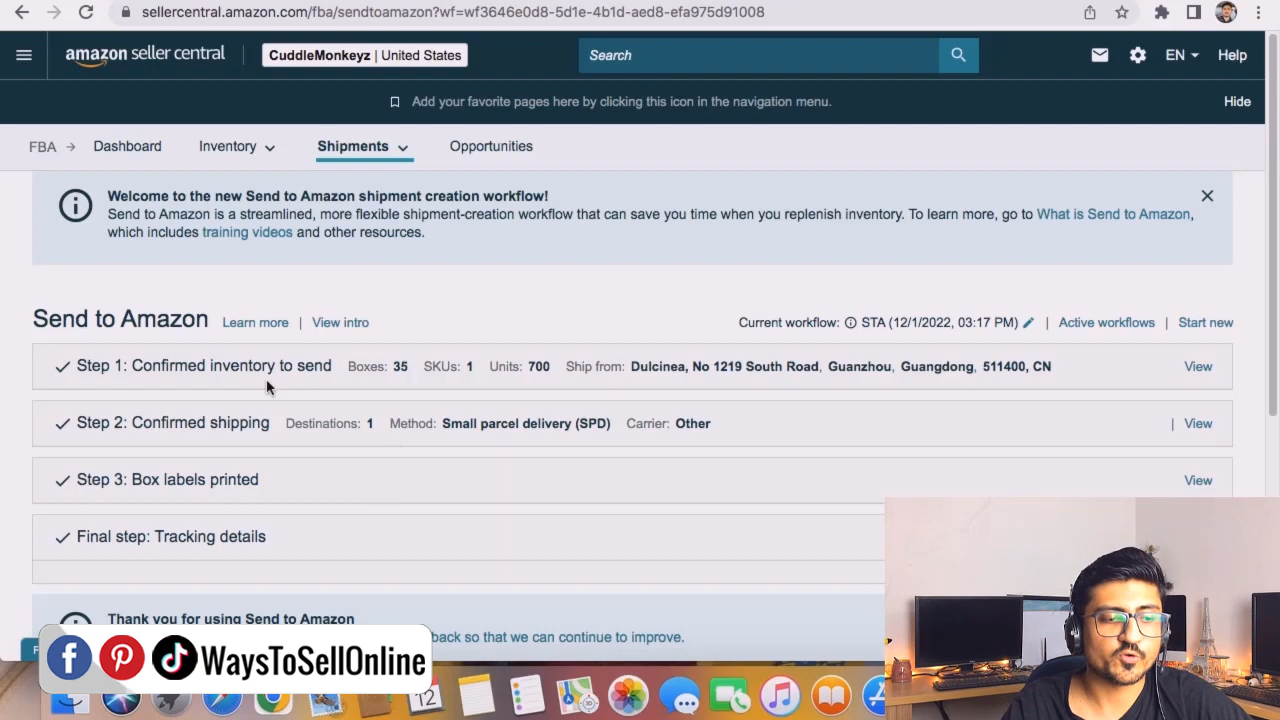 sellercentral.amazon.com/fba/sendtoamazon?wf=wf3646e0d8-5d1e-4b1d-aed8-efa975d91008
amazon seller central
CuddleMonkeyz | United States
Search
EN
Help
Add your favorite pages here by clicking this icon in the navigation menu.
Hide
FBA
Dashboard
Inventory
Shipments
Opportunities
Welcome to the new Send to Amazon shipment creation workflow!
Send to Amazon is a streamlined, more flexible shipment-creation workflow that can save you time when you replenish inventory. To learn more, go to What is Send to Amazon,
which includes training videos and other resources.
Send to Amazon Learn more | View intro
Current workflow: STA (12/1/2022, 03:17 PM) | Active workflows | Start new
Step 1: Confirmed inventory to send Boxes: 35 SKUs: 1 Units: 700 Ship from: Dulcinea, No 1219 South Road, Guanzhou, Guangdong, 511400, CN View
Step 2: Confirmed shipping Destinations: 1 Method: Small parcel delivery (SPD) Carrier: Other | View
Step 3: Box labels printed View
Final step: Tracking details
Thank you for using Send to Amazon
back so that we can continue to improve.
WaysToSellOnline
12